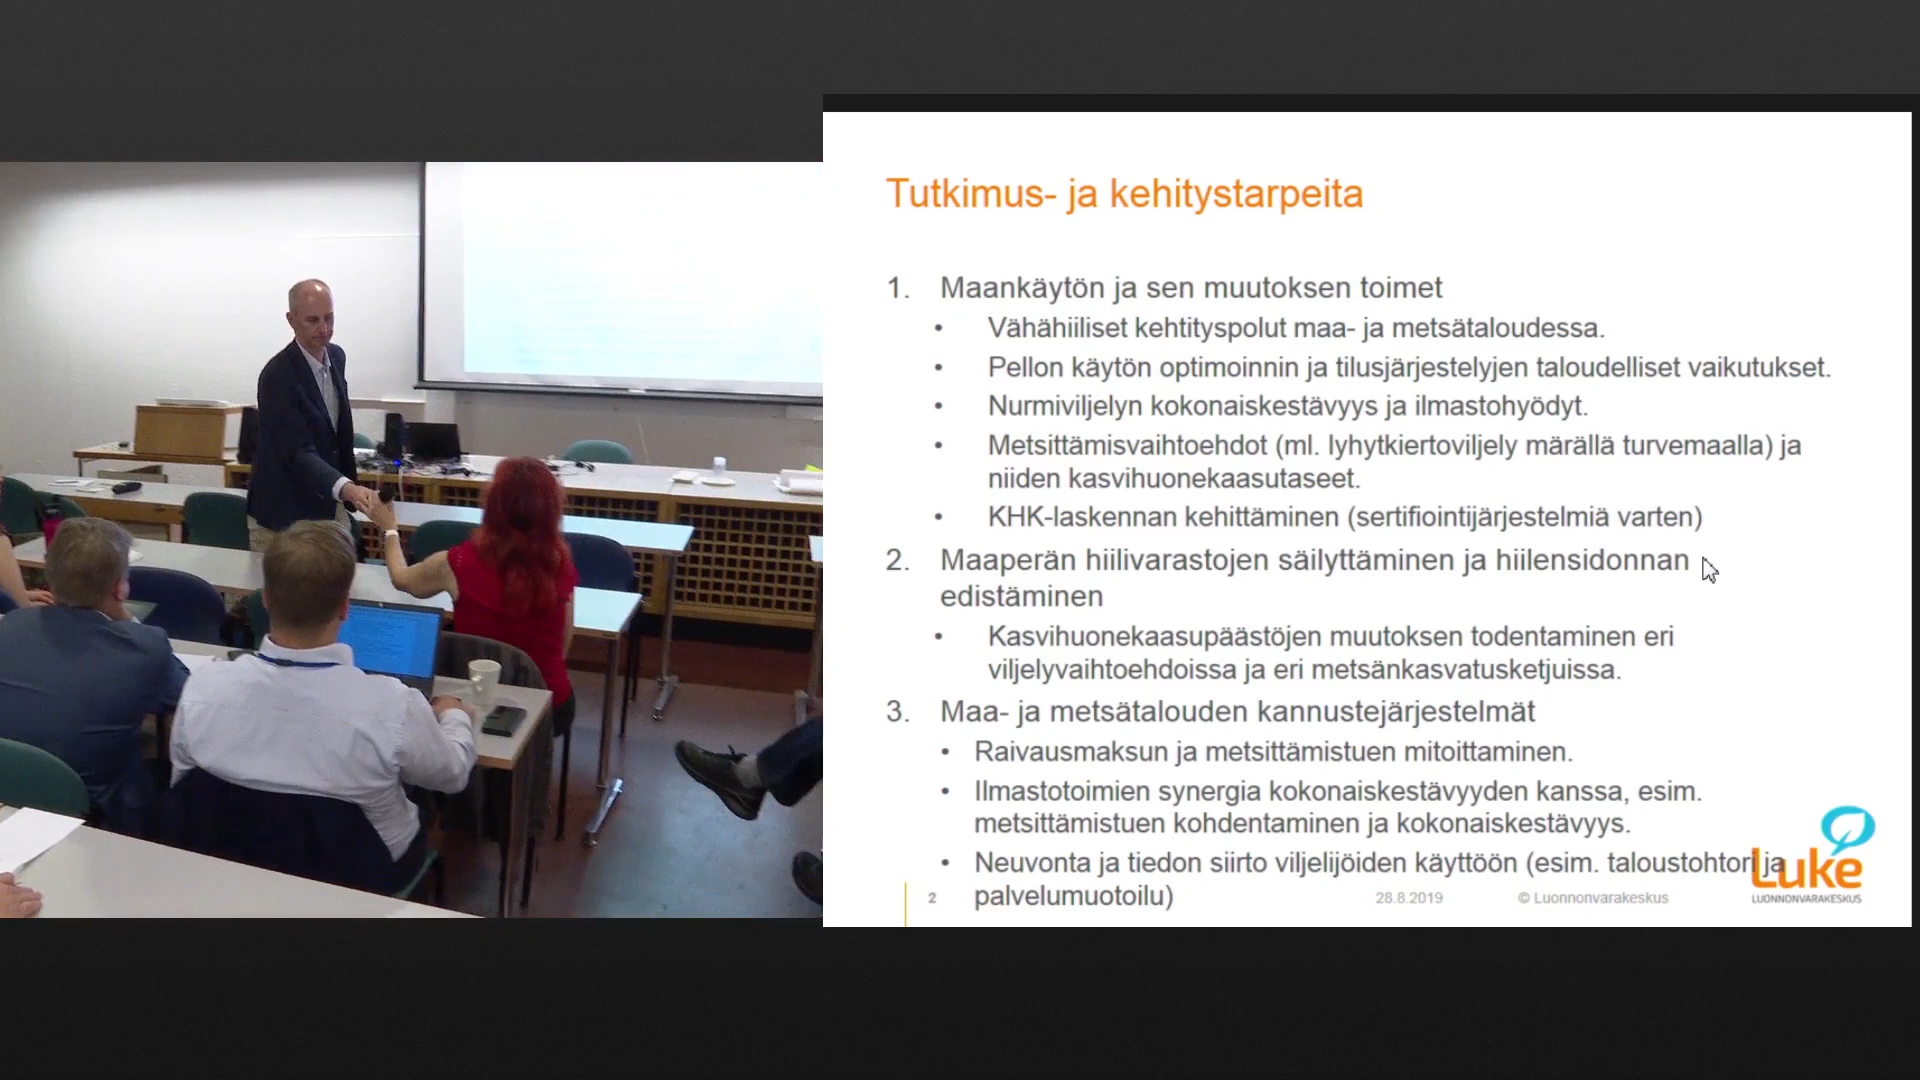 Tutkimus- ja kehitystarpeita
1. Maankäytön ja sen muutoksen toimet
• Vähähiiliset kehtityspolut maa- ja metsätaloudessa.
• Pellon käytön optimoinnin ja tilusjärjestelyjen taloudelliset vaikutukset.
• Nurmiviljelyn kokonaiskestävyys ja ilmastohyödyt.
• Metsittämisvaihtoehdot (ml. lyhytkiertoviljely märällä turvemaalla) ja
niiden kasvihuonekaasutaseet.
• KHK-laskennan kehittäminen (sertifiointijärjestelmiä varten)
2. Maaperän hiilivarastojen säilyttäminen ja hiilensidonnan
edistäminen
• Kasvihuonekaasupäästöjen muutoksen todentaminen eri
viljelyvaihtoehdoissa ja eri metsänkasvatusketjuissa.
3. Maa- ja metsätalouden kannustejärjestelmät
• Raivausmaksun ja metsittämistuen mitoittaminen.
• Ilmastotoimien synergia kokonaiskestävyyden kanssa, esim.
metsittämistuen kohdentaminen ja kokonaiskestävyys.
• Neuvonta ja tiedon siirto viljelijöiden käyttöön (esim. taloustohtori ja
palvelumuotoilu)
2
28.8.2019
© Luonnonvarakeskus
Luke
LUONNONVARAKESKUS